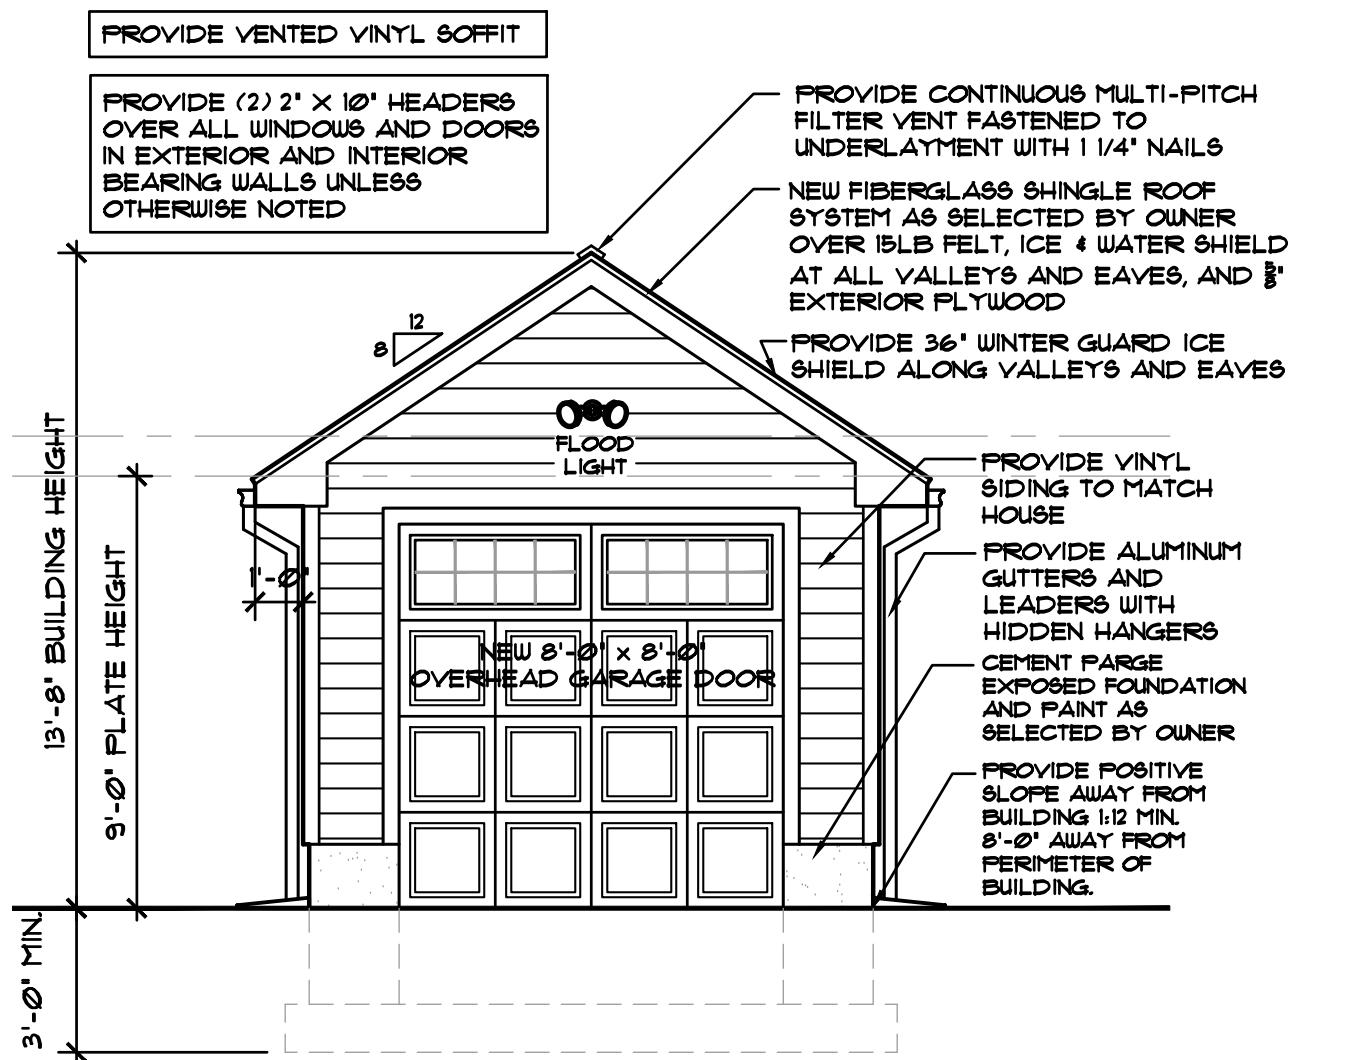 PROVIDE VENTED VINYL SOFFIT
PROVIDE (2) 2" X 10" HEADERS
OVER ALL WINDOWS AND DOORS
IN EXTERIOR AND INTERIOR
BEARING WALLS UNLESS
OTHERWISE NOTED
PROVIDE CONTINUOUS MULTI-PITCH
FILTER VENT FASTENED TO
UNDERLAYMENT WITH 1 1/4" NAILS
NEW FIBERGLASS SHINGLE ROOF
SYSTEM AS SELECTED BY OWNER
OVER 15LB FELT, ICE & WATER SHIELD
AT ALL VALLEYS AND EAVES, AND 5/8"
EXTERIOR PLYWOOD
PROVIDE 36" WINTER GUARD ICE
SHIELD ALONG VALLEYS AND EAVES
12
8
FLOOD
LIGHT
PROVIDE VINYL
SIDING TO MATCH
HOUSE
PROVIDE ALUMINUM
GUTTERS AND
LEADERS WITH
HIDDEN HANGERS
CEMENT PARGE
EXPOSED FOUNDATION
AND PAINT AS
SELECTED BY OWNER
PROVIDE POSITIVE
SLOPE AWAY FROM
BUILDING 1:12 MIN.
8'-0" AWAY FROM
PERIMETER OF
BUILDING.
1'-0"
NEW 8'-0" x 8'-0"
OVERHEAD GARAGE DOOR
13'-8" BUILDING HEIGHT
9'-0" PLATE HEIGHT
3'-0" MIN.